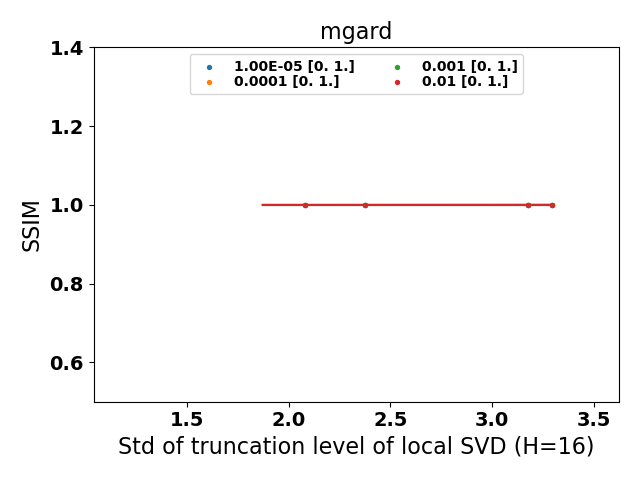 mgard
1.00E-05 [0. 1.]
0.0001 [0. 1.]
0.001 [0. 1.]
0.01 [0. 1.]
SSIM
1.4
1.2
1.0
0.8
0.6
1.5 2.0 2.5 3.0 3.5
Std of truncation level of local SVD (H=16)